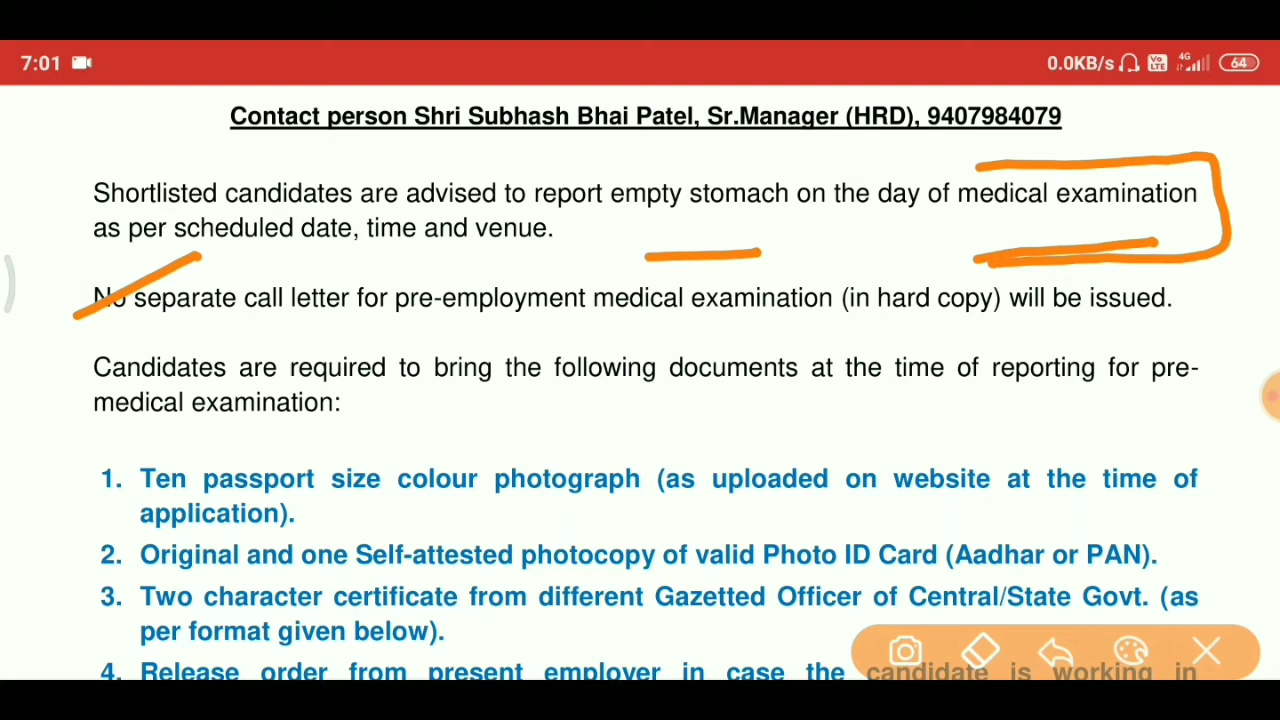 7:01
0.0KB/s Vo LTE 4G 64
Contact person Shri Subhash Bhai Patel, Sr.Manager (HRD), 9407984079
Shortlisted candidates are advised to report empty stomach on the day of medical examination
as per scheduled date, time and venue.
No separate call letter for pre-employment medical examination (in hard copy) will be issued.
Candidates are required to bring the following documents at the time of reporting for pre-
medical examination:
1. Ten passport size colour photograph (as uploaded on website at the time of
application).
2. Original and one Self-attested photocopy of valid Photo ID Card (Aadhar or PAN).
3. Two character certificate from different Gazetted Officer of Central/State Govt. (as
per format given below).
4. Release order from present employer in case the candidate is working in